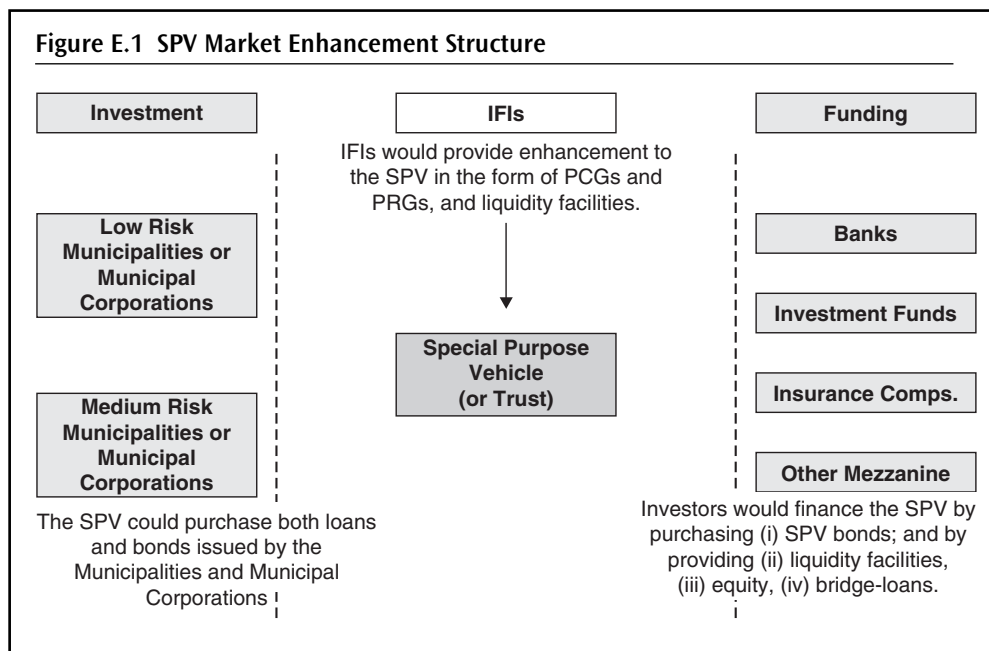 Figure E.1 SPV Market Enhancement Structure
Investment
Low Risk
Municipalities or
Municipal
Corporations
Medium Risk
Municipalities or
Municipal
Corporations
The SPV could purchase both loans
and bonds issued by the
Municipalities and Municipal
Corporations
IFIs
IFIs would provide enhancement to
the SPV in the form of PCGs and
PRGs, and liquidity facilities.
Special Purpose
Vehicle
(or Trust)
Funding
Banks
Investment Funds
Insurance Comps.
Other Mezzanine
Investors would finance the SPV by
purchasing (i) SPV bonds; and by
providing (ii) liquidity facilities,
(iii) equity, (iv) bridge-loans.